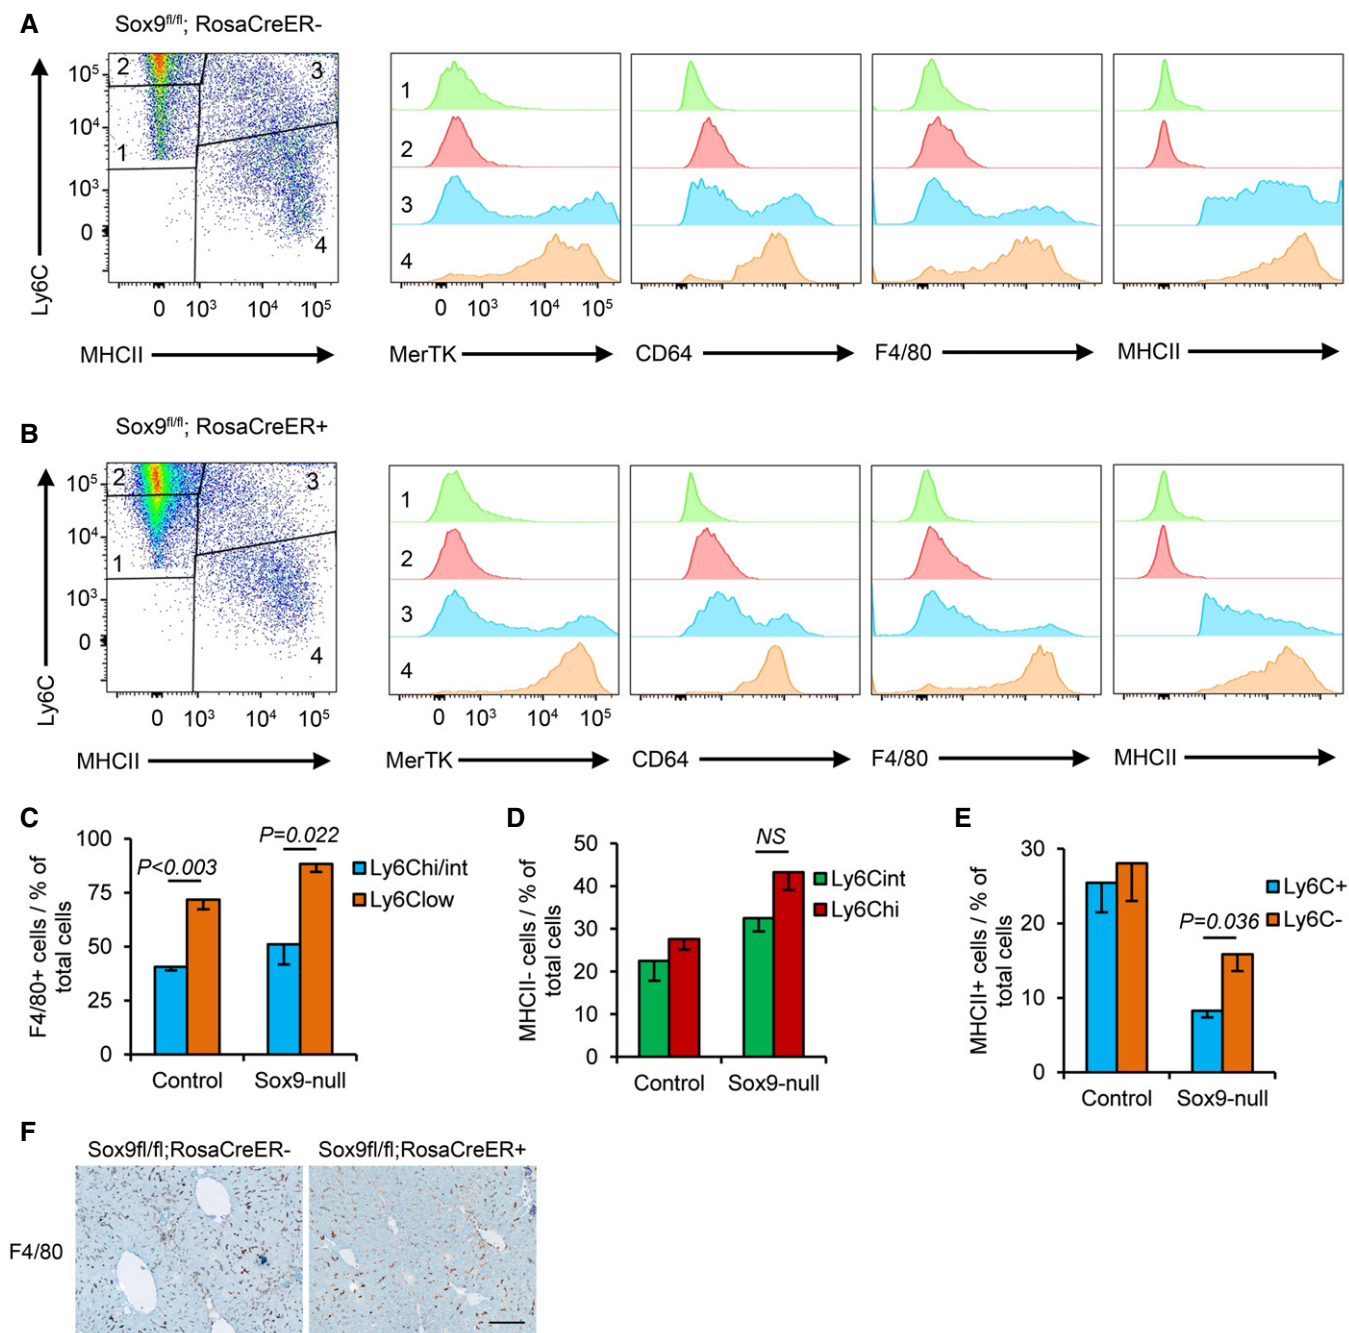 A
Sox9fl/fl; RosaCreER-
Ly6C
10⁵
10⁴
10³
0
2
3
1
4
0 10³ 10⁴ 10⁵
MHCII
1
2
3
4
0 10³ 10⁴ 10⁵
MerTK
CD64
F4/80
MHCII
B
Sox9fl/fl; RosaCreER+
Ly6C
10⁵
10⁴
10³
0
2
3
1
4
0 10³ 10⁴ 10⁵
MHCII
1
2
3
4
0 10³ 10⁴ 10⁵
MerTK
CD64
F4/80
MHCII
C
F4/80+ cells / % of
total cells
100
75
50
25
0
P<0.003
P=0.022
Ly6Chi/int
Ly6Clow
Control
Sox9-null
D
MHCII- cells / % of
total cells
50
40
30
20
10
0
NS
Ly6Cint
Ly6Chi
Control
Sox9-null
E
MHCII+ cells / % of
total cells
30
20
10
0
P=0.036
Ly6C+
Ly6C-
Control
Sox9-null
F
Sox9fl/fl;RosaCreER-
Sox9fl/fl;RosaCreER+
F4/80